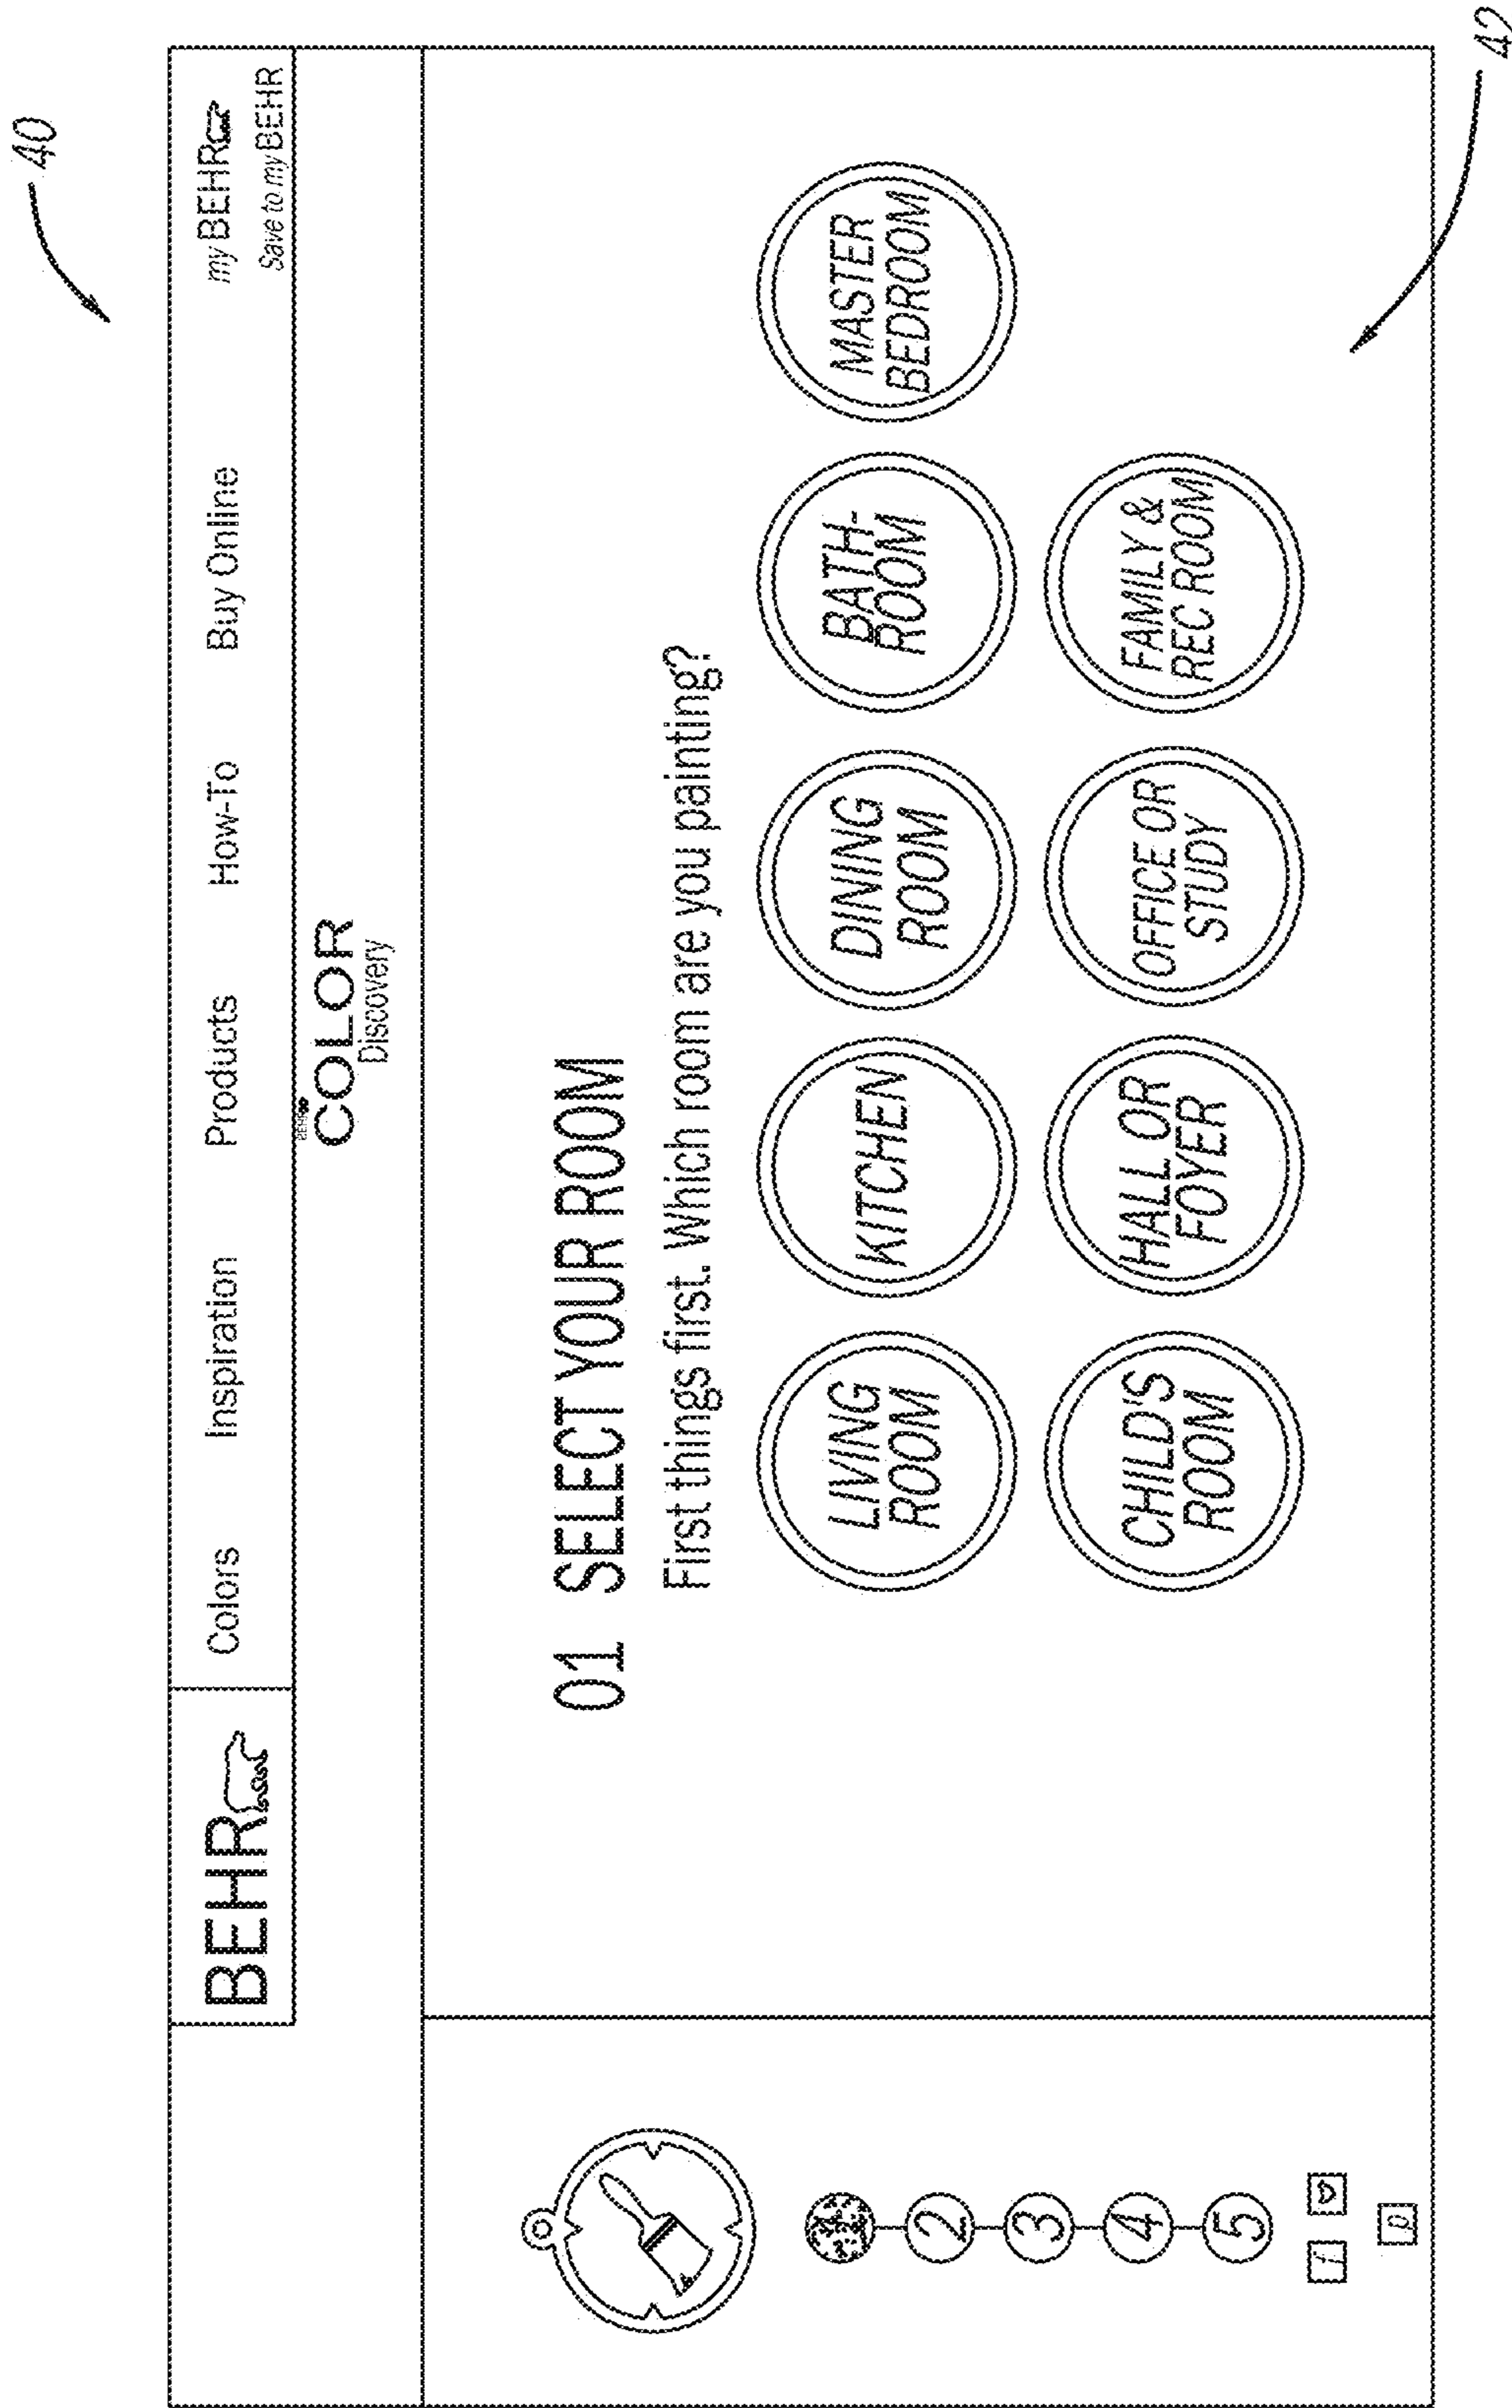 40
BEHR Colors Inspiration Products How-To Buy Online my BEHR
Save to my BEHR
BEHR
COLOR
Discovery
01 SELECT YOUR ROOM
First things first. Which room are you painting?
LIVING
ROOM
KITCHEN
DINING
ROOM
BATH-
ROOM
MASTER
BEDROOM
CHILD'S
ROOM
HALL OR
FOYER
OFFICE OR
STUDY
FAMILY &
REC ROOM
1
2
3
4
5
f
p
42